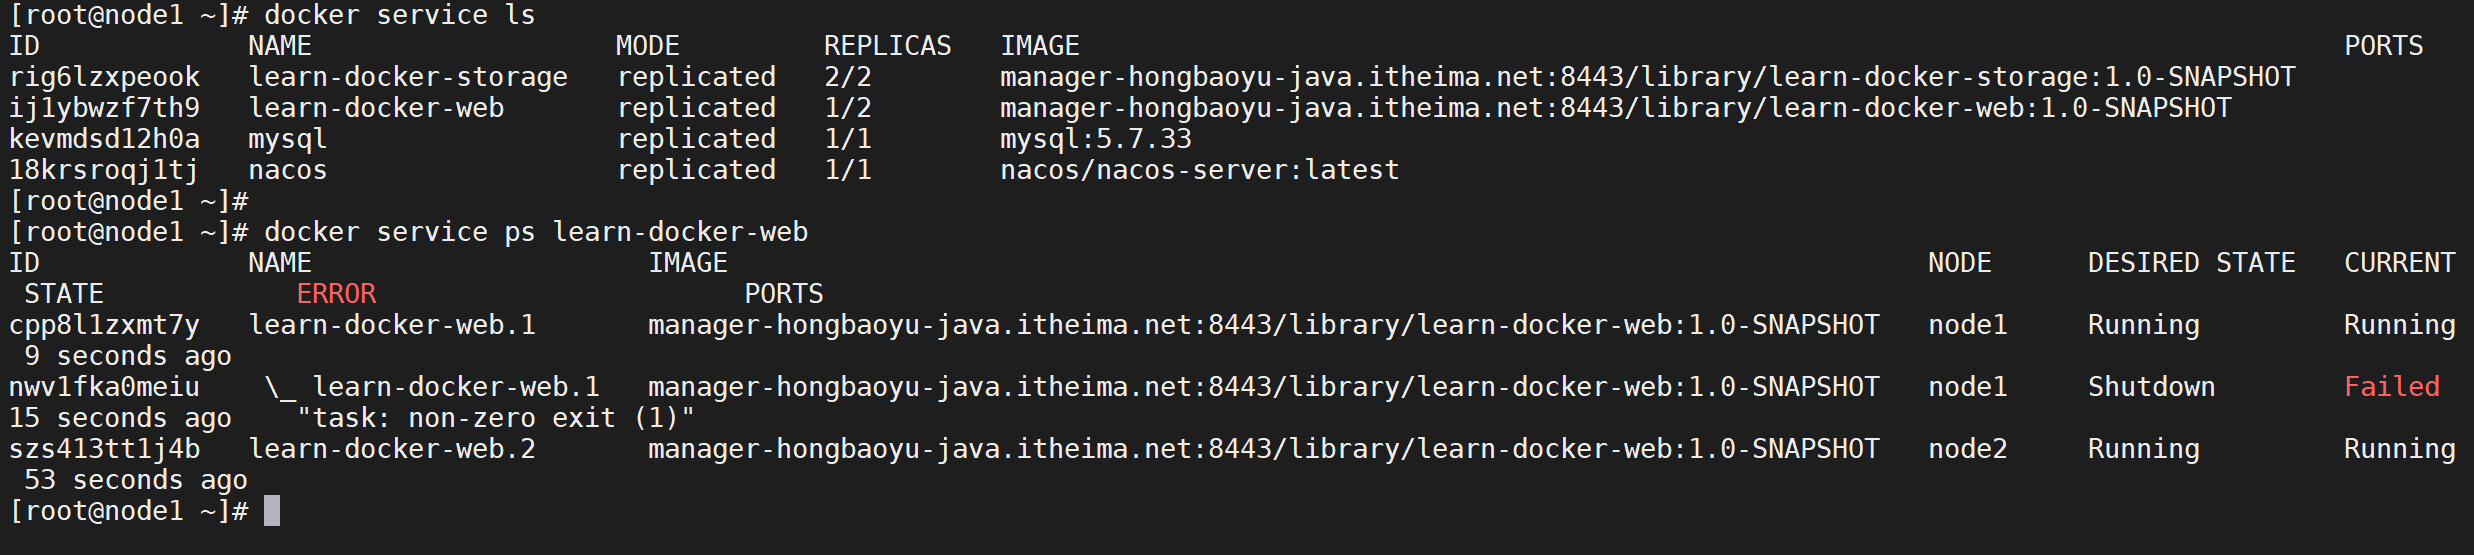 [root@node1 ~]# docker service ls
ID             NAME                   MODE         REPLICAS   IMAGE                                                                               PORTS
rig6lzxpeook   learn-docker-storage   replicated   2/2        manager-hongbaoyu-java.itheima.net:8443/library/learn-docker-storage:1.0-SNAPSHOT
ij1ybwzf7th9   learn-docker-web       replicated   1/2        manager-hongbaoyu-java.itheima.net:8443/library/learn-docker-web:1.0-SNAPSHOT
kevmdsd12h0a   mysql                  replicated   1/1        mysql:5.7.33
18krsroqj1tj   nacos                  replicated   1/1        nacos/nacos-server:latest
[root@node1 ~]#
[root@node1 ~]# docker service ps learn-docker-web
ID             NAME                     IMAGE                                                                           NODE      DESIRED STATE   CURRENT
 STATE            ERROR                       PORTS
cpp8l1zxmt7y   learn-docker-web.1       manager-hongbaoyu-java.itheima.net:8443/library/learn-docker-web:1.0-SNAPSHOT   node1     Running         Running
 9 seconds ago
nwv1fka0meiu    \_ learn-docker-web.1   manager-hongbaoyu-java.itheima.net:8443/library/learn-docker-web:1.0-SNAPSHOT   node1     Shutdown        Failed
15 seconds ago    "task: non-zero exit (1)"
szs413tt1j4b   learn-docker-web.2       manager-hongbaoyu-java.itheima.net:8443/library/learn-docker-web:1.0-SNAPSHOT   node2     Running         Running
 53 seconds ago
[root@node1 ~]#